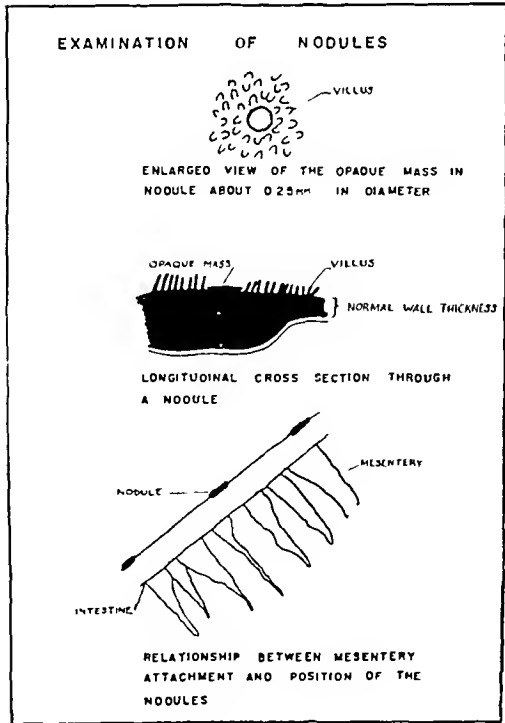 EXAMINATION OF NODULES
VILLUS
ENLARGED VIEW OF THE OPAQUE MASS IN
NODULE ABOUT 0.25MM IN DIAMETER
OPAQUE MASS
VILLUS
NORMAL WALL THICKNESS
LONGITUDINAL CROSS SECTION THROUGH
A NODULE
MESENTERY
NODULE
INTESTINE
RELATIONSHIP BETWEEN MESENTERY
ATTACHMENT AND POSITION OF THE
NODULES